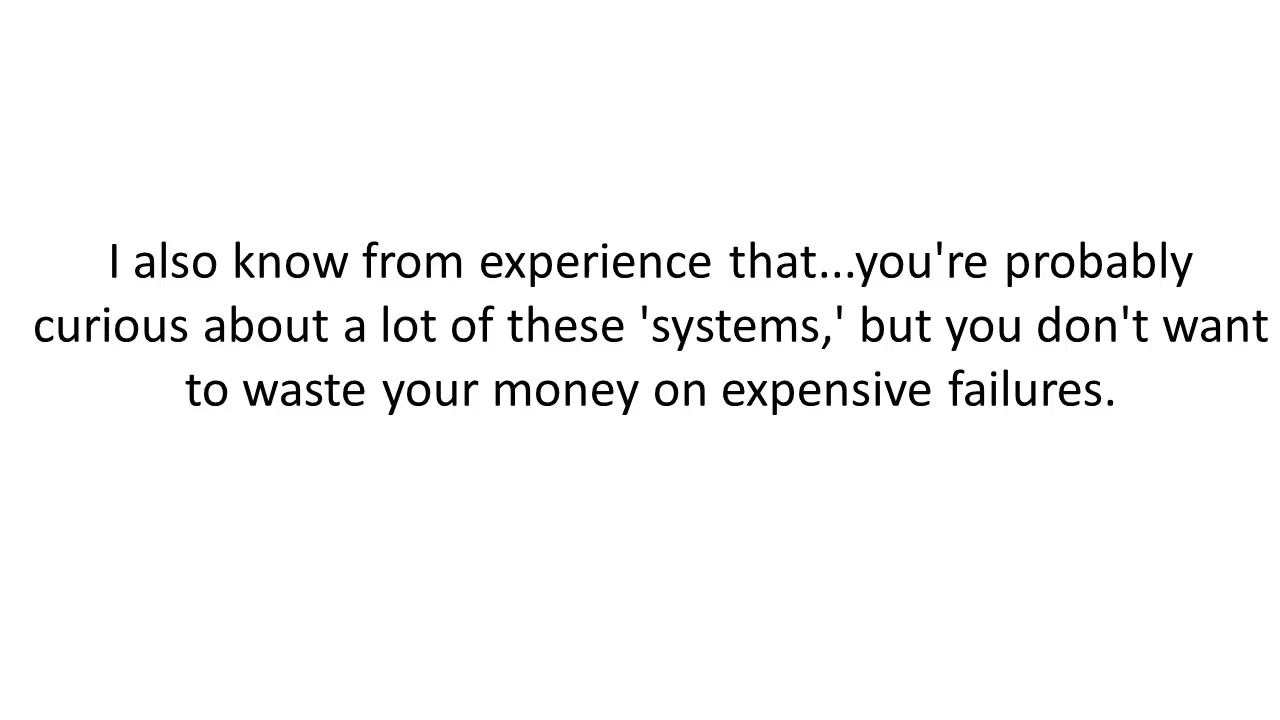 I also know from experience that...you're probably
curious about a lot of these 'systems,' but you don't want
to waste your money on expensive failures.